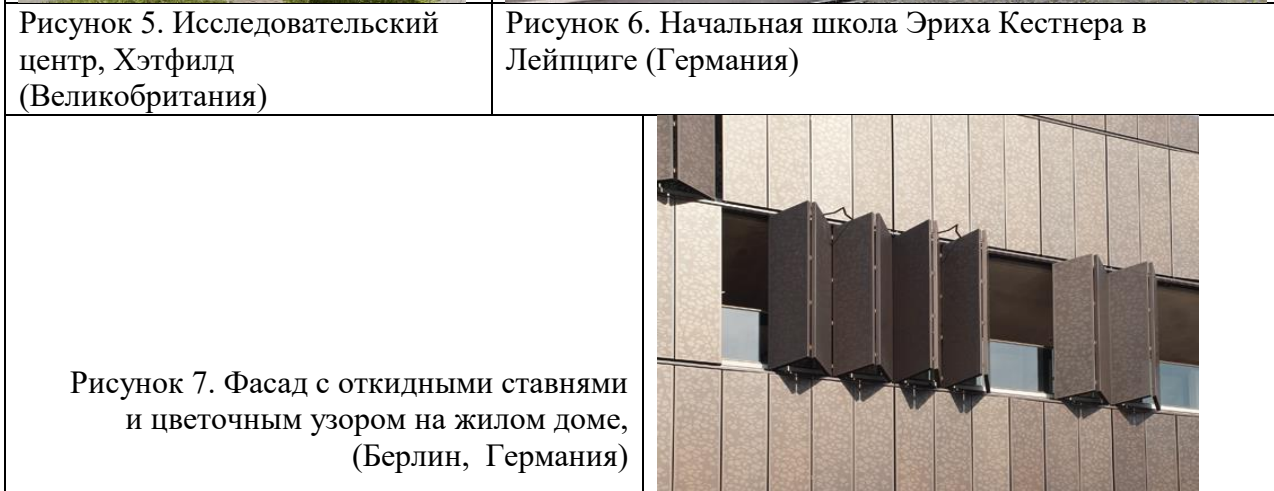 Рисунок 5. Исследовательский
центр, Хэтфилд
(Великобритания)
Рисунок 6. Начальная школа Эриха Кестнера в
Лейпциге (Германия)
Рисунок 7. Фасад с откидными ставнями
и цветочным узором на жилом доме,
(Берлин, Германия)